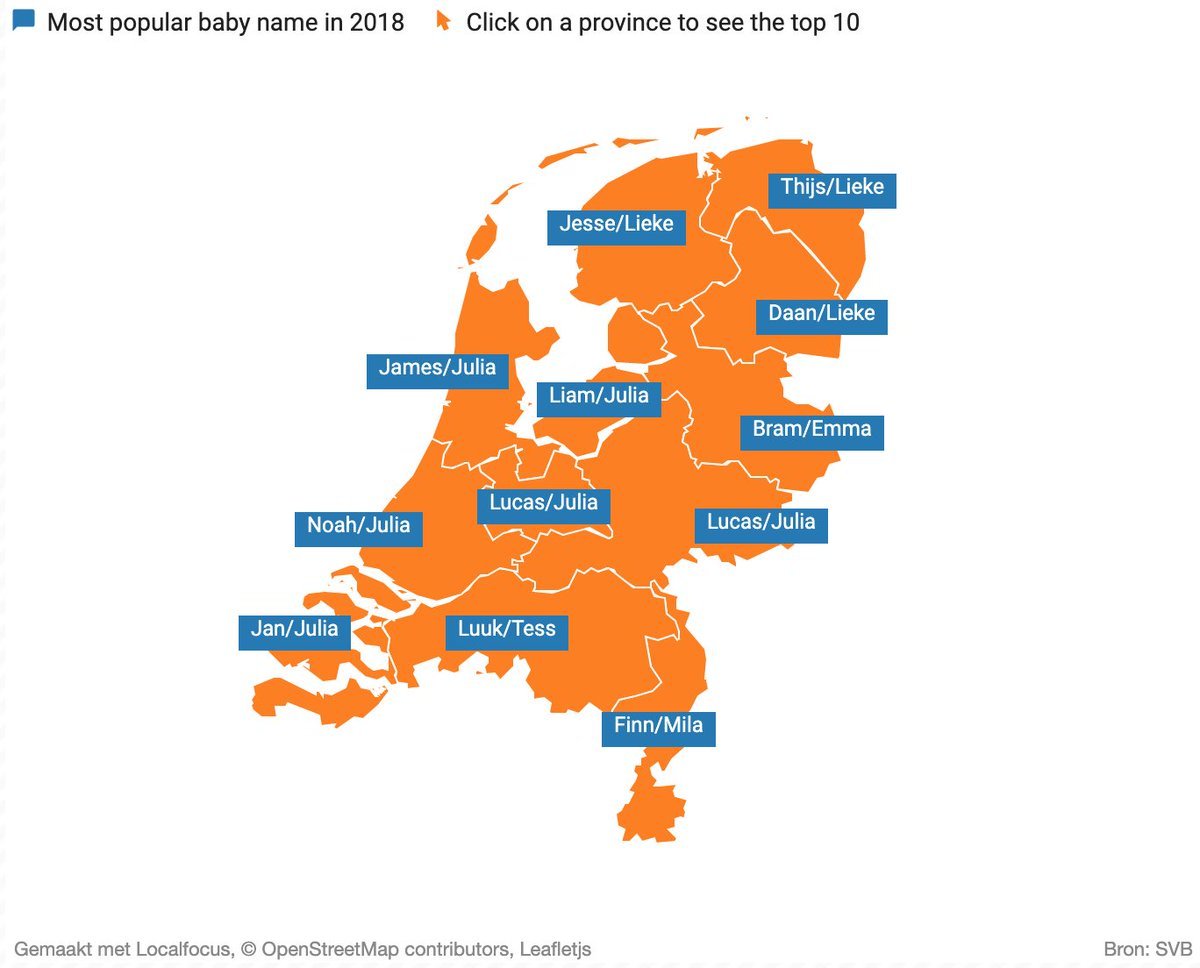 Most popular baby name in 2018 Click on a province to see the top 10
Thijs/Lieke
Jesse/Lieke
Daan/Lieke
James/Julia
Liam/Julia
Bram/Emma
Lucas/Julia
Noah/Julia
Lucas/Julia
Jan/Julia
Luuk/Tess
Finn/Mila
Gemaakt met Localfocus, © OpenStreetMap contributors, Leafletjs
Bron: SVB